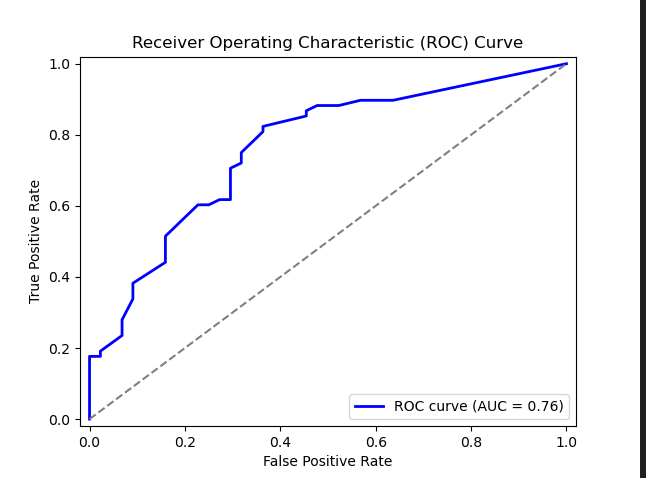 Receiver Operating Characteristic (ROC) Curve
1.0
0.8
0.6
0.4
0.2
0.0
True Positive Rate
ROC curve (AUC = 0.76)
0.0 0.2 0.4 0.6 0.8 1.0
False Positive Rate